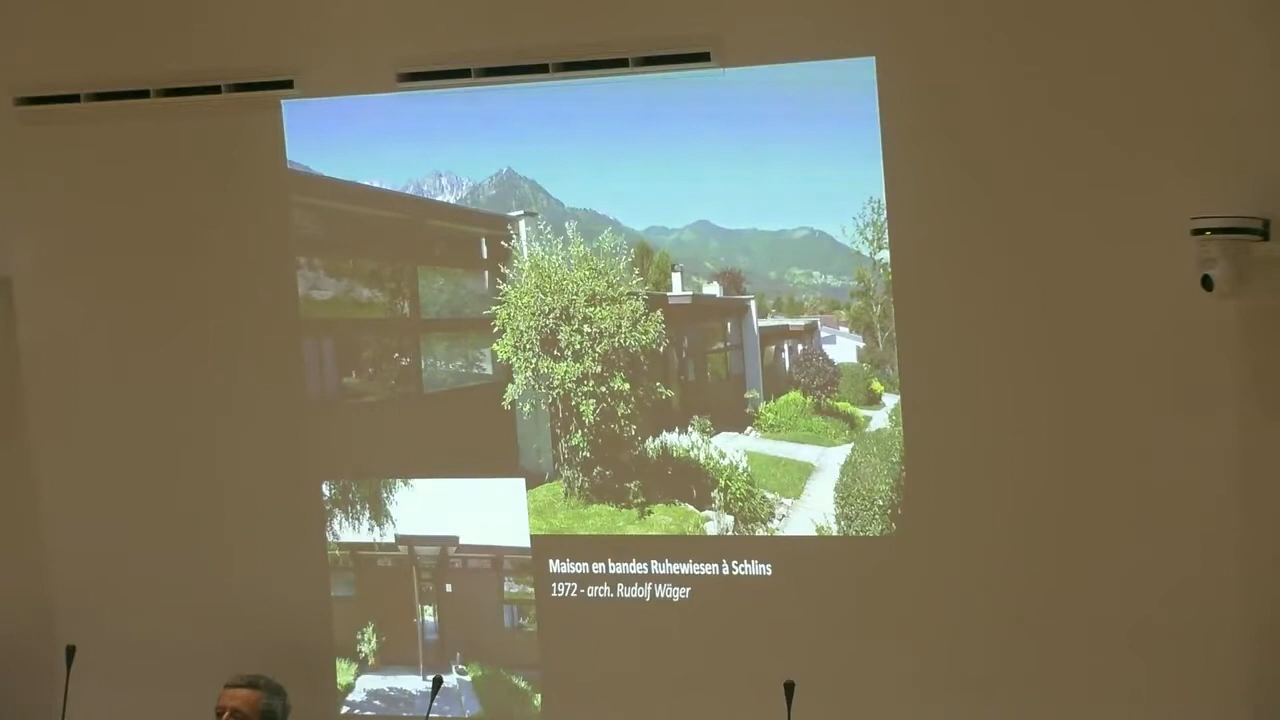 Maison en bandes Ruhewiesen à Schlins
1972 - arch. Rudolf Wäger